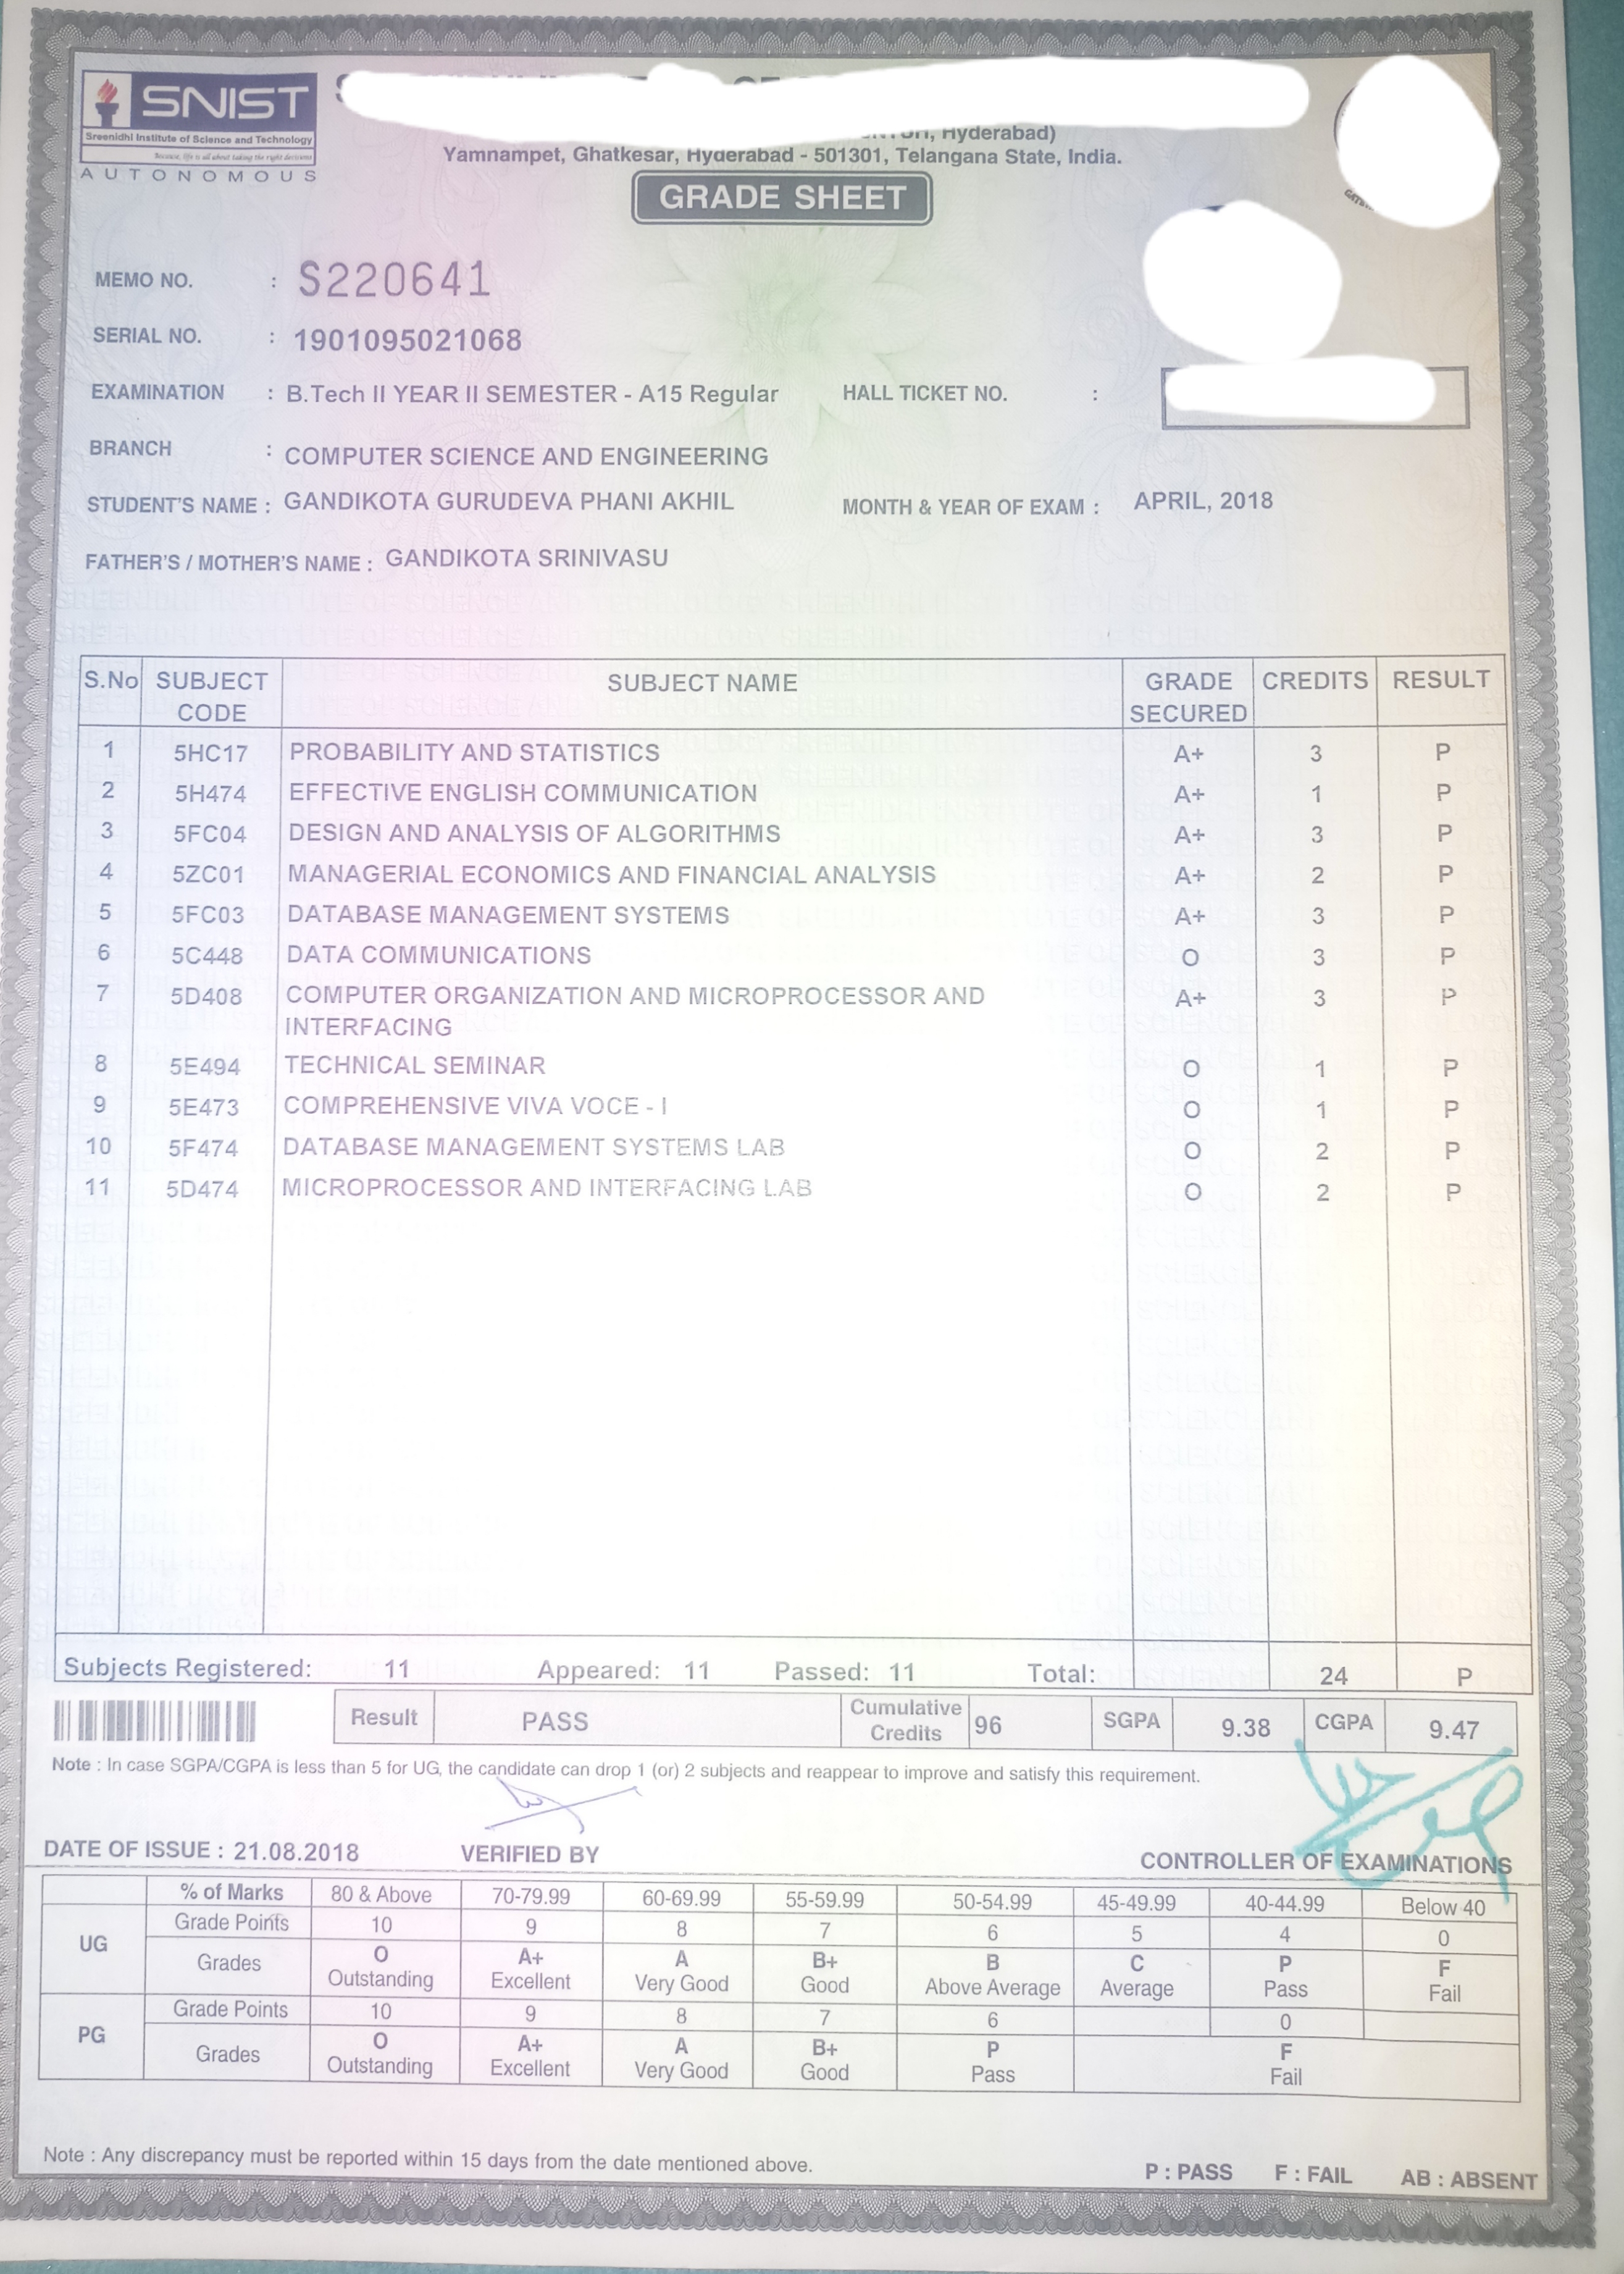 SNIST
Sreenidhi Institute of Science and Technology
Because, life is all about taking the right decisions
AUTONOMOUS
Hyderabad)
Yamnampet, Ghatkesar, Hyderabad - 501301, Telangana State, India.
GRADE SHEET
MEMO NO. : S220641
SERIAL NO. : 1901095021068
EXAMINATION : B.Tech II YEAR II SEMESTER - A15 Regular HALL TICKET NO. :
BRANCH : COMPUTER SCIENCE AND ENGINEERING
STUDENT'S NAME : GANDIKOTA GURUDEVA PHANI AKHIL MONTH & YEAR OF EXAM : APRIL, 2018
FATHER'S / MOTHER'S NAME : GANDIKOTA SRINIVASU
S.No SUBJECT CODE SUBJECT NAME GRADE SECURED CREDITS RESULT
1 5HC17 PROBABILITY AND STATISTICS A+ 3 P
2 5H474 EFFECTIVE ENGLISH COMMUNICATION A+ 1 P
3 5FC04 DESIGN AND ANALYSIS OF ALGORITHMS A+ 3 P
4 5ZC01 MANAGERIAL ECONOMICS AND FINANCIAL ANALYSIS A+ 2 P
5 5FC03 DATABASE MANAGEMENT SYSTEMS A+ 3 P
6 5C448 DATA COMMUNICATIONS O 3 P
7 5D408 COMPUTER ORGANIZATION AND MICROPROCESSOR AND A+ 3 P
INTERFACING
8 5E494 TECHNICAL SEMINAR O 1 P
9 5E473 COMPREHENSIVE VIVA VOCE - I O 1 P
10 5F474 DATABASE MANAGEMENT SYSTEMS LAB O 2 P
11 5D474 MICROPROCESSOR AND INTERFACING LAB O 2 P
Subjects Registered: 11 Appeared: 11 Passed: 11 Total: 24 P
Result PASS Cumulative Credits 96 SGPA 9.38 CGPA 9.47
Note : In case SGPA/CGPA is less than 5 for UG, the candidate can drop 1 (or) 2 subjects and reappear to improve and satisfy this requirement.
DATE OF ISSUE : 21.08.2018 VERIFIED BY CONTROLLER OF EXAMINATIONS
% of Marks 80 & Above 70-79.99 60-69.99 55-59.99 50-54.99 45-49.99 40-44.99 Below 40
UG Grade Points 10 9 8 7 6 5 4 0
Grades O A+ A B+ B C P F
Outstanding Excellent Very Good Good Above Average Average Pass Fail
PG Grade Points 10 9 8 7 6 0
Grades O A+ A B+ P F
Outstanding Excellent Very Good Good Pass Fail
Note : Any discrepancy must be reported within 15 days from the date mentioned above.
P : PASS F : FAIL AB : ABSENT